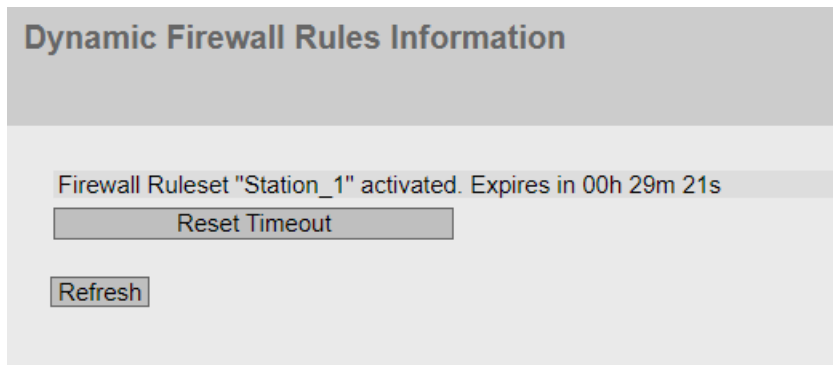 Dynamic Firewall Rules Information
Firewall Ruleset "Station_1" activated. Expires in 00h 29m 21s
Reset Timeout
Refresh